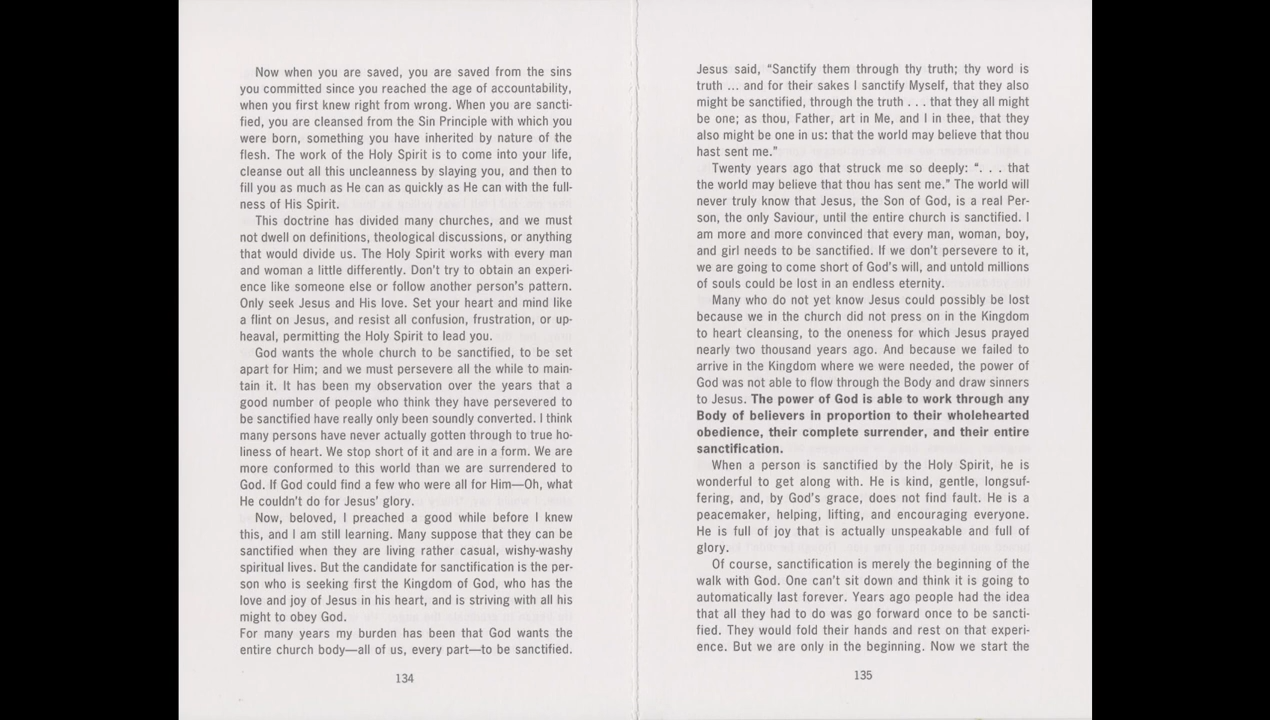 Now when you are saved, you are saved from the sins
you committed since you reached the age of accountability,
when you first knew right from wrong. When you are sancti-
fied, you are cleansed from the Sin Principle with which you
were born, something you have inherited by nature of the
flesh. The work of the Holy Spirit is to come into your life,
cleanse out all this uncleanness by slaying you, and then to
fill you as much as He can as quickly as He can with the full-
ness of His Spirit.
This doctrine has divided many churches, and we must
not dwell on definitions, theological discussions, or anything
that would divide us. The Holy Spirit works with every man
and woman a little differently. Don't try to obtain an experi-
ence like someone else or follow another person's pattern.
Only seek Jesus and His love. Set your heart and mind like
a flint on Jesus, and resist all confusion, frustration, or up-
heaval, permitting the Holy Spirit to lead you.
God wants the whole church to be sanctified, to be set
apart for Him; and we must persevere all the while to main-
tain it. It has been my observation over the years that a
good number of people who think they have persevered to
be sanctified have really only been soundly converted. I think
many persons have never actually gotten through to true ho-
liness of heart. We stop short of it and are in a form. We are
more conformed to this world than we are surrendered to
God. If God could find a few who were all for Him—Oh, what
He couldn't do for Jesus' glory.
Now, beloved, I preached a good while before I knew
this, and I am still learning. Many suppose that they can be
sanctified when they are living rather casual, wishy-washy
spiritual lives. But the candidate for sanctification is the per-
son who is seeking first the Kingdom of God, who has the
love and joy of Jesus in his heart, and is striving with all his
might to obey God.
For many years my burden has been that God wants the
entire church body—all of us, every part—to be sanctified.
134
Jesus said, "Sanctify them through thy truth; thy word is
truth ... and for their sakes I sanctify Myself, that they also
might be sanctified, through the truth . . . that they all might
be one; as thou, Father, art in Me, and I in thee, that they
also might be one in us: that the world may believe that thou
hast sent me."
Twenty years ago that struck me so deeply: ". . . that
the world may believe that thou has sent me." The world will
never truly know that Jesus, the Son of God, is a real Per-
son, the only Saviour, until the entire church is sanctified. I
am more and more convinced that every man, woman, boy,
and girl needs to be sanctified. If we don't persevere to it,
we are going to come short of God's will, and untold millions
of souls could be lost in an endless eternity.
Many who do not yet know Jesus could possibly be lost
because we in the church did not press on in the Kingdom
to heart cleansing, to the oneness for which Jesus prayed
nearly two thousand years ago. And because we failed to
arrive in the Kingdom where we were needed, the power of
God was not able to flow through the Body and draw sinners
to Jesus. The power of God is able to work through any
Body of believers in proportion to their wholehearted
obedience, their complete surrender, and their entire
sanctification.
When a person is sanctified by the Holy Spirit, he is
wonderful to get along with. He is kind, gentle, longsuf-
fering, and, by God's grace, does not find fault. He is a
peacemaker, helping, lifting, and encouraging everyone.
He is full of joy that is actually unspeakable and full of
glory.
Of course, sanctification is merely the beginning of the
walk with God. One can't sit down and think it is going to
automatically last forever. Years ago people had the idea
that all they had to do was go forward once to be sancti-
fied. They would fold their hands and rest on that experi-
ence. But we are only in the beginning. Now we start the
135